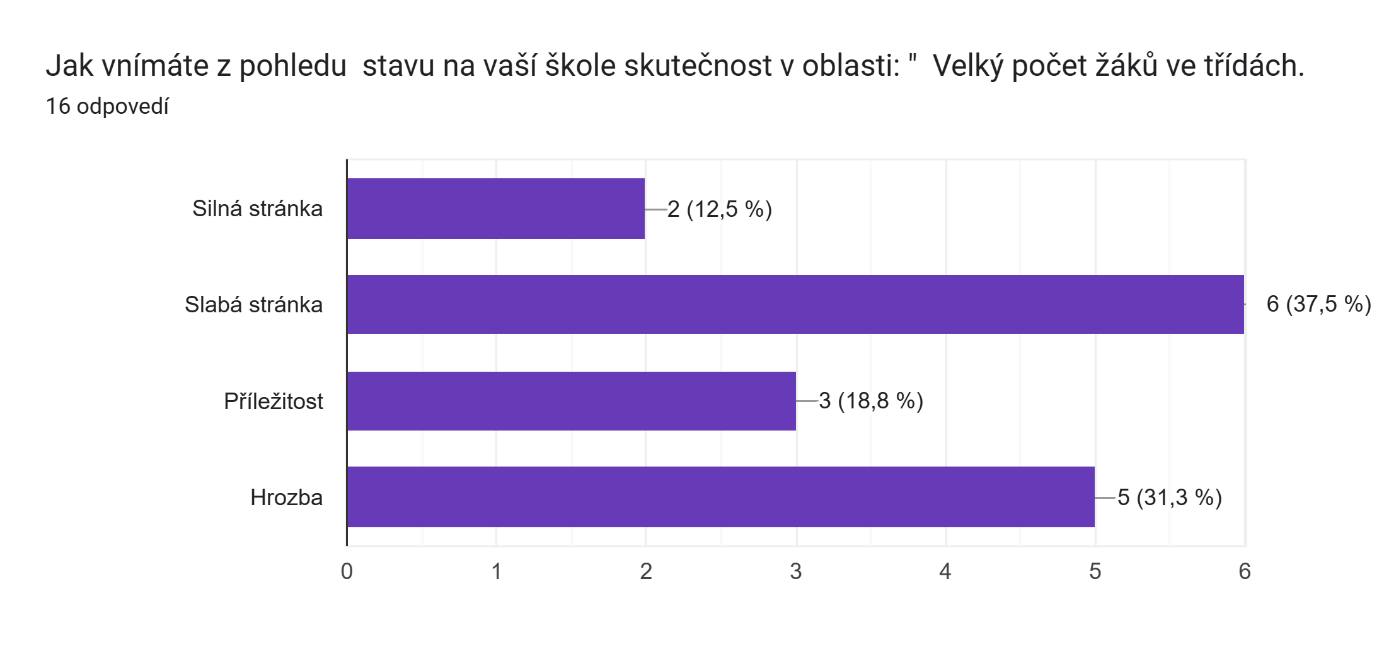 Jak vnímáte z pohledu  stavu na vaší škole skutečnost v oblasti: "  Velký počet žáků ve třídách.
16 odpovedí
Silná stránka
2 (12,5 %)
Slabá stránka
6 (37,5 %)
Příležitost
3 (18,8 %)
Hrozba
5 (31,3 %)
0 1 2 3 4 5 6